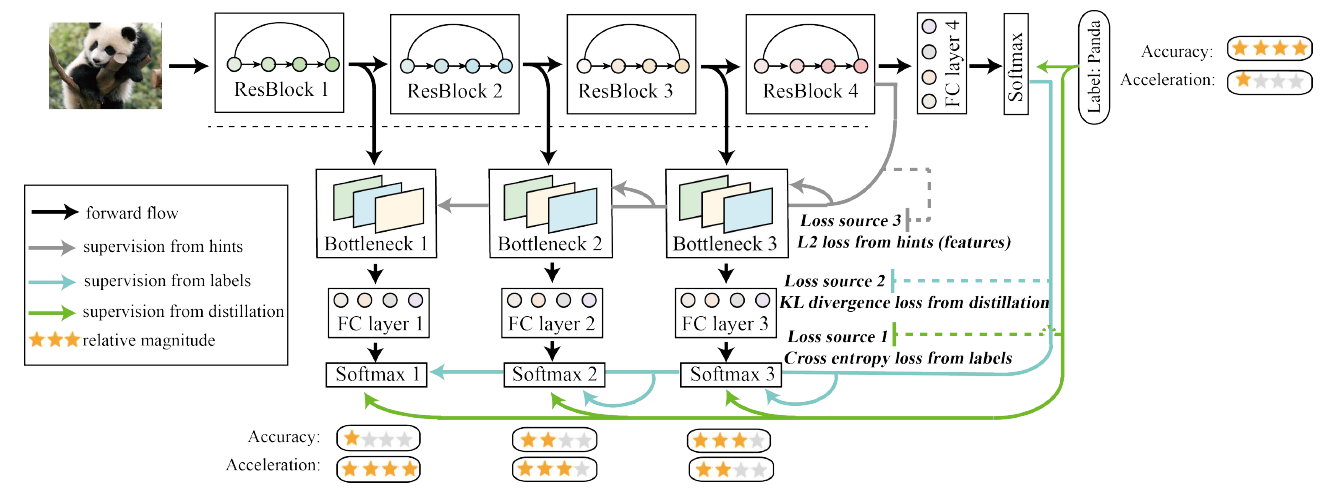 ResBlock 1
ResBlock 2
ResBlock 3
ResBlock 4
FC layer 4
Softmax
Label: Panda
Accuracy:
Acceleration:
Bottleneck 1
Bottleneck 2
Bottleneck 3
forward flow
supervision from hints
supervision from labels
supervision from distillation
relative magnitude
Loss source 3
L2 loss from hints (features)
Loss source 2
KL divergence loss from distillation
Loss source 1
Cross entropy loss from labels
FC layer 1
FC layer 2
FC layer 3
Softmax 1
Softmax 2
Softmax 3
Accuracy:
Acceleration: